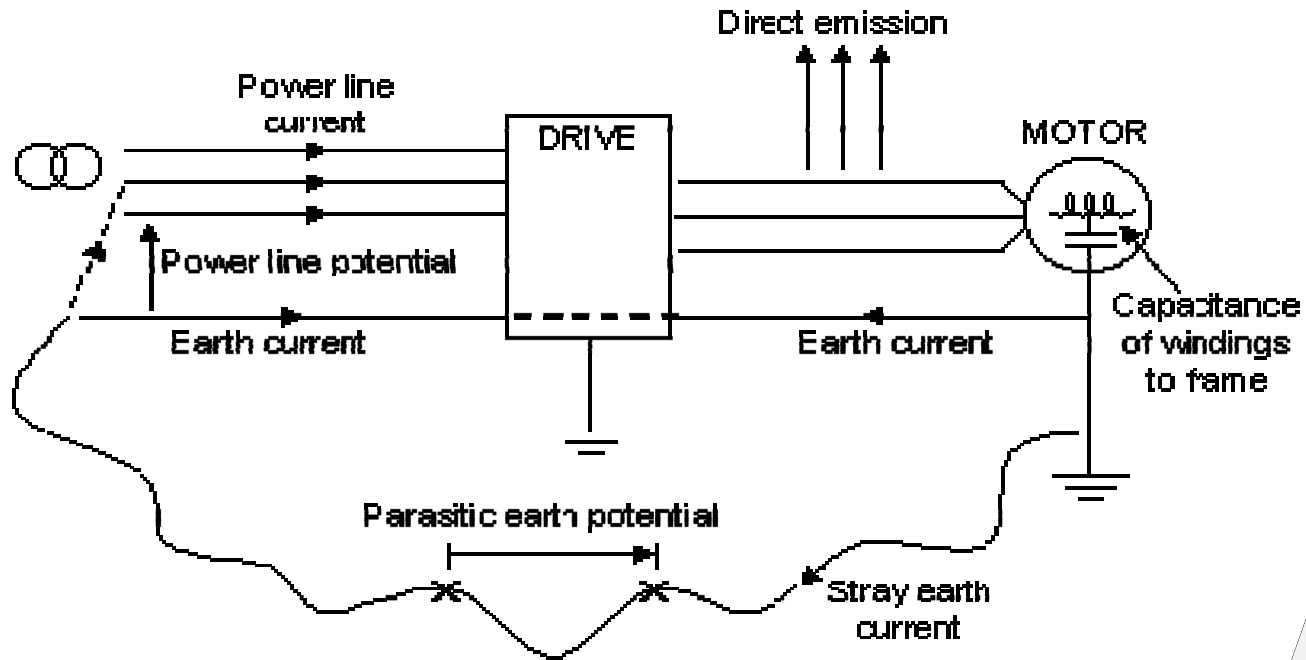 Direct emission
Power line
current
DRIVE
MOTOR
Power line potential
Earth current
Earth current
Capacitance
of windings
to frame
Parasitic earth potential
Stray earth
current